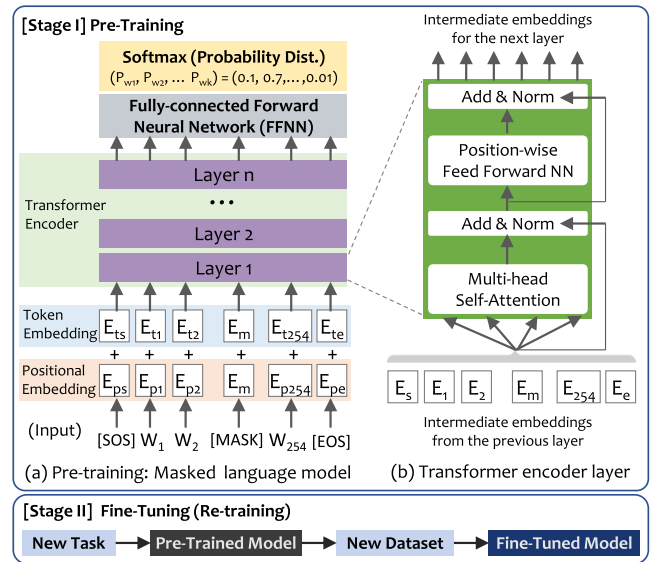 [Stage I] Pre-Training
Softmax (Probability Dist.)
(Pw1, Pw2, ... Pwk) = (0.1, 0.7,...,0.01)
Fully-connected Forward
Neural Network (FFNN)
Transformer
Encoder
Layer n
...
Layer 2
Layer 1
Token
Embedding
Ets Et1 Et2 Em Et254 Ete
+ + + + + +
Positional
Embedding
Eps Ep1 Ep2 Em Ep254 Epe
(Input) [SOS] W1 W2 [MASK] W254 [EOS]
(a) Pre-training: Masked language model
Intermediate embeddings
for the next layer
Add & Norm
Position-wise
Feed Forward NN
Add & Norm
Multi-head
Self-Attention
Es E1 E2 Em E254 Ee
Intermediate embeddings
from the previous layer
(b) Transformer encoder layer
[Stage II] Fine-Tuning (Re-training)
New Task Pre-Trained Model New Dataset Fine-Tuned Model